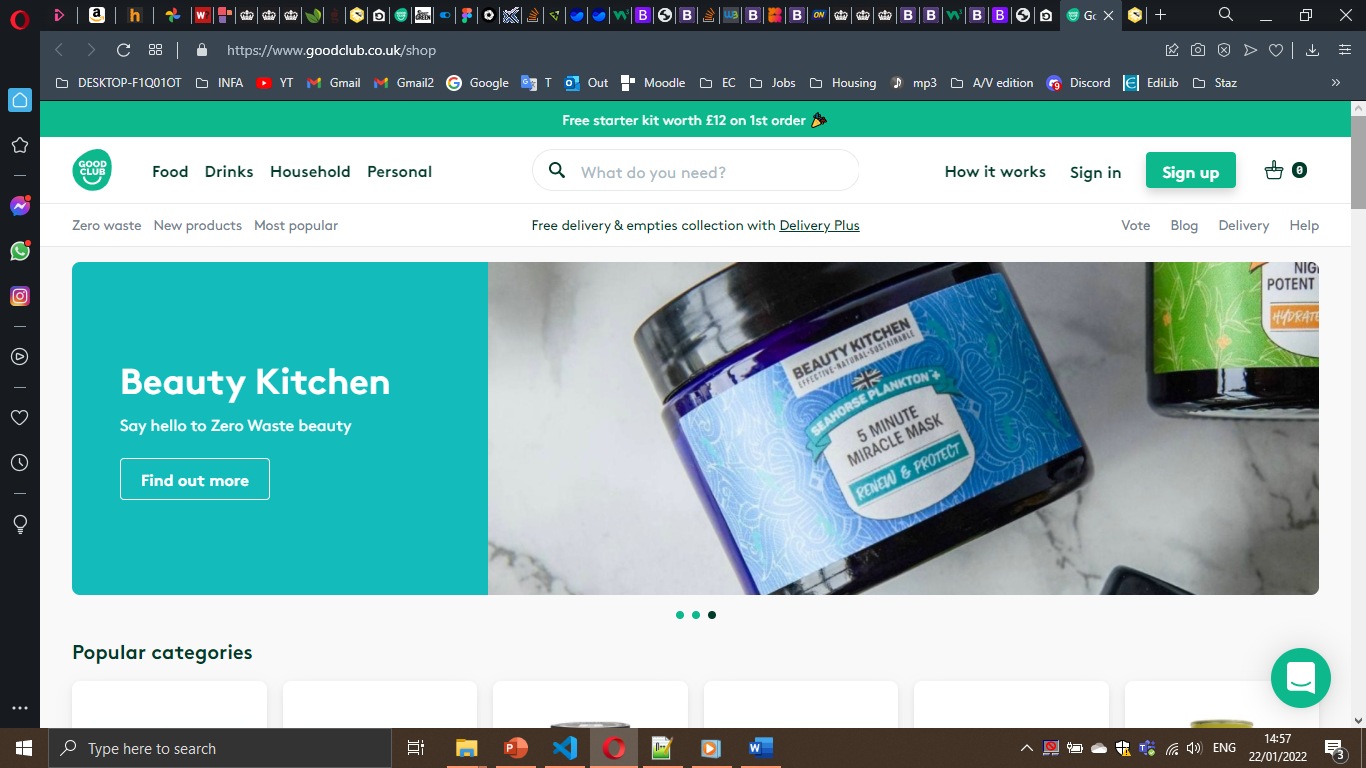 Go
https://www.goodclub.co.uk/shop
DESKTOP-F1Q01OT INFA YT Gmail Gmail2 Google T Out Moodle EC Jobs Housing mp3 A/V edition Discord EdiLib Staz
Free starter kit worth £12 on 1st order
GOOD
CLUB
Food Drinks Household Personal
What do you need?
How it works Sign in Sign up 0
Zero waste New products Most popular
Free delivery & empties collection with Delivery Plus
Vote Blog Delivery Help
Beauty Kitchen
Say hello to Zero Waste beauty
Find out more
BEAUTY KITCHEN
EFFECTIVE·NATURAL·SUSTAINABLE
SEAHORSE PLANKTON +
5 MINUTE
MIRACLE MASK
RENEW & PROTECT
POTENT
HYDRATE
Popular categories
Type here to search
ENG
14:57
22/01/2022
3